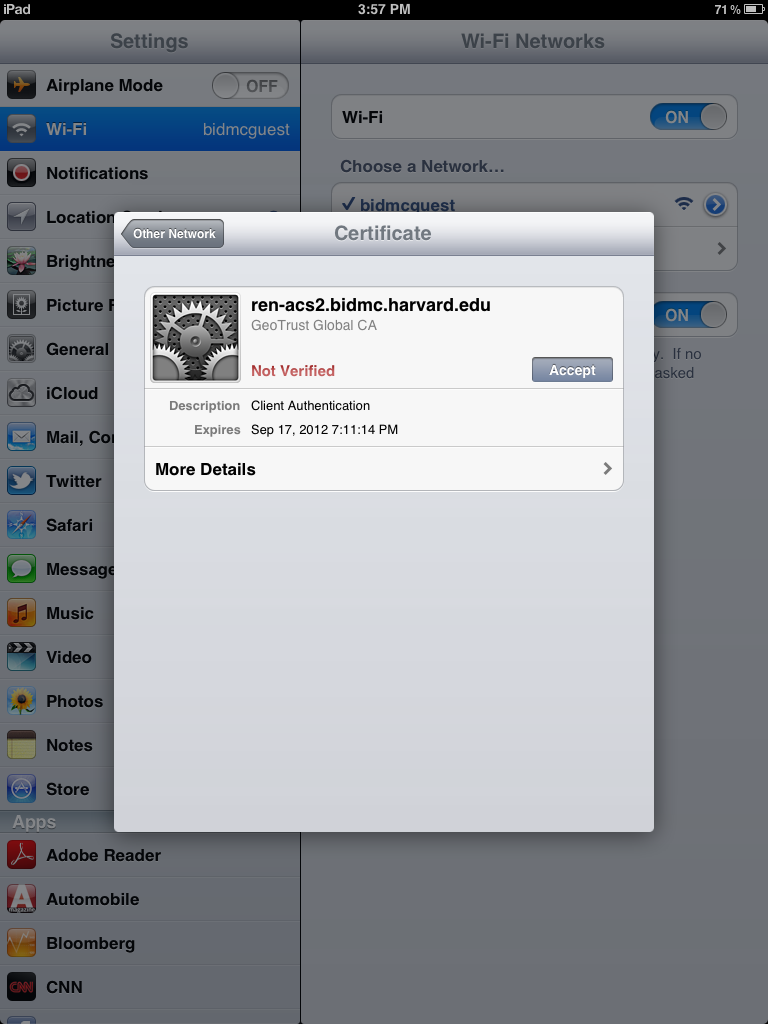 iPad 3:57 PM 71 %
Settings
Airplane Mode OFF
Wi-Fi bidmcguest
Notifications
Location
Brightne
Picture F
General
iCloud
Mail, Co
Twitter
Safari
Message
Music
Video
Photos
Notes
Store
Apps
Adobe Reader
Automobile
Bloomberg
CNN
CNN
Wi-Fi Networks
Wi-Fi ON
Choose a Network...
✓ bidmcguest
ON
y. If no
asked
Other Network Certificate
ren-acs2.bidmc.harvard.edu
GeoTrust Global CA
Not Verified Accept
Description Client Authentication
Expires Sep 17, 2012 7:11:14 PM
More Details